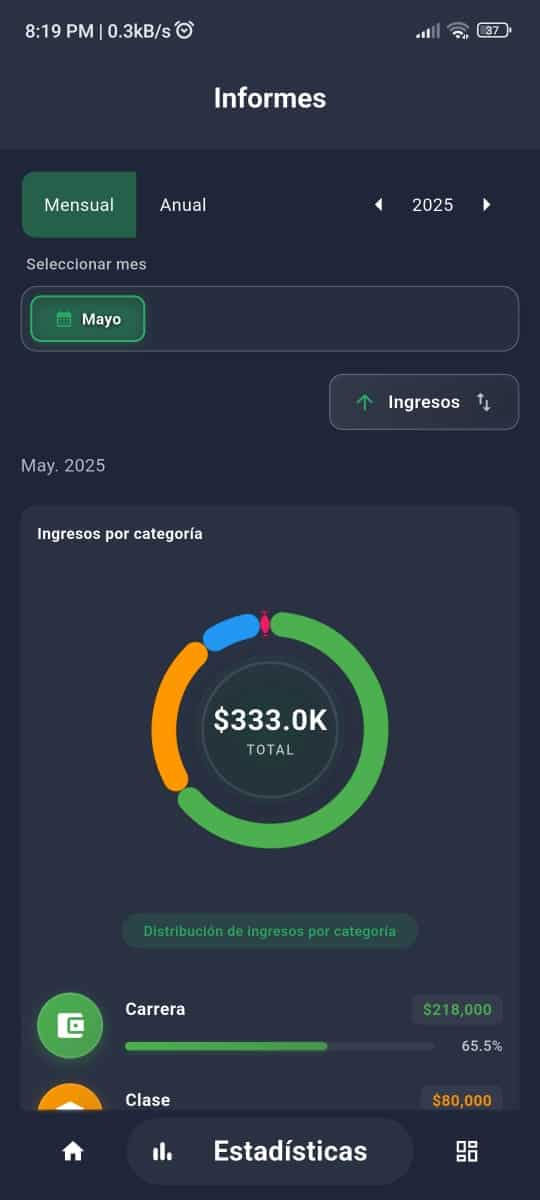 8:19 PM | 0.3kB/s
37
Informes
Mensual Anual 2025
Seleccionar mes
Mayo
Ingresos
May. 2025
Ingresos por categoría
$333.0K
TOTAL
Distribución de ingresos por categoría
Carrera $218,000
65.5%
Clase $80,000
Estadísticas